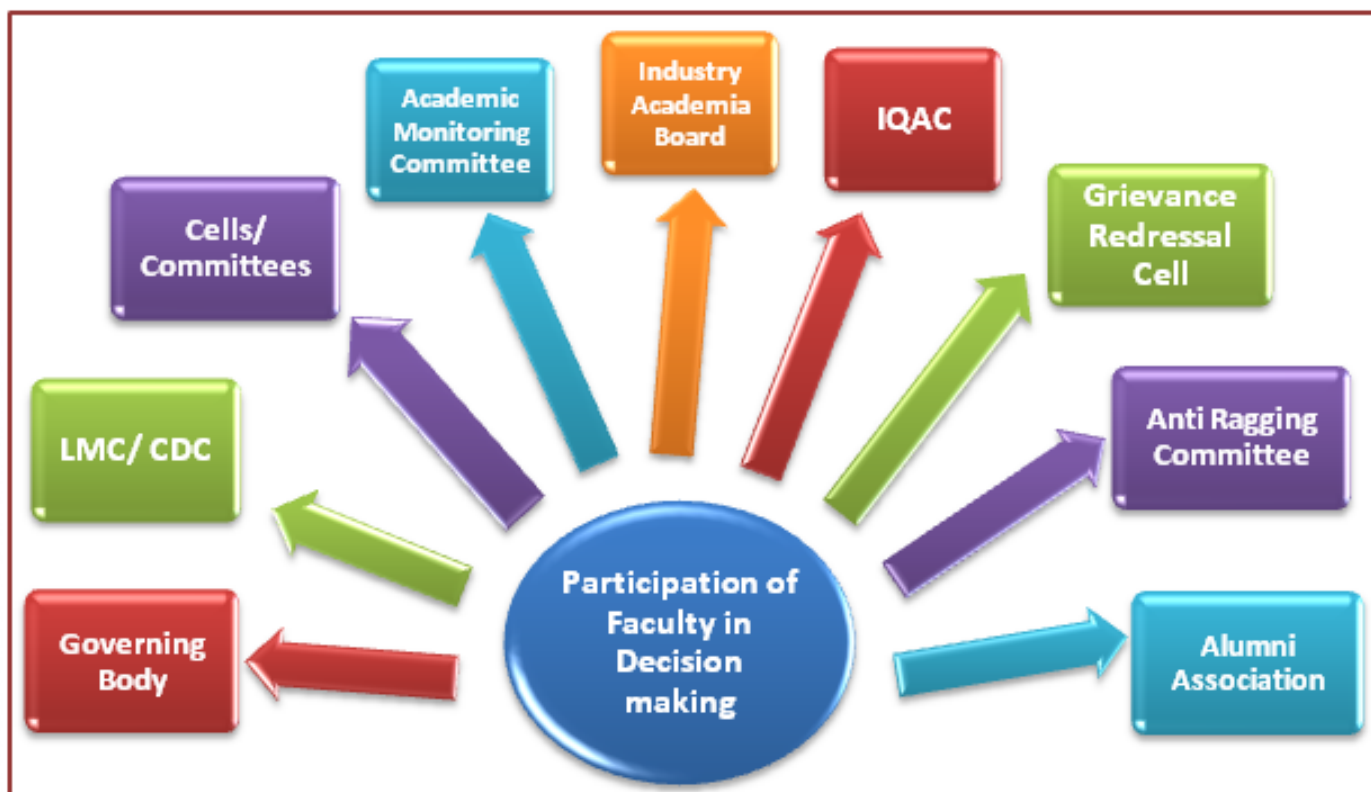 Governing
Body
LMC/ CDC
Cells/
Committees
Academic
Monitoring
Committee
Industry
Academia
Board
IQAC
Grievance
Redressal
Cell
Anti Ragging
Committee
Alumni
Association
Participation of
Faculty in
Decision
making